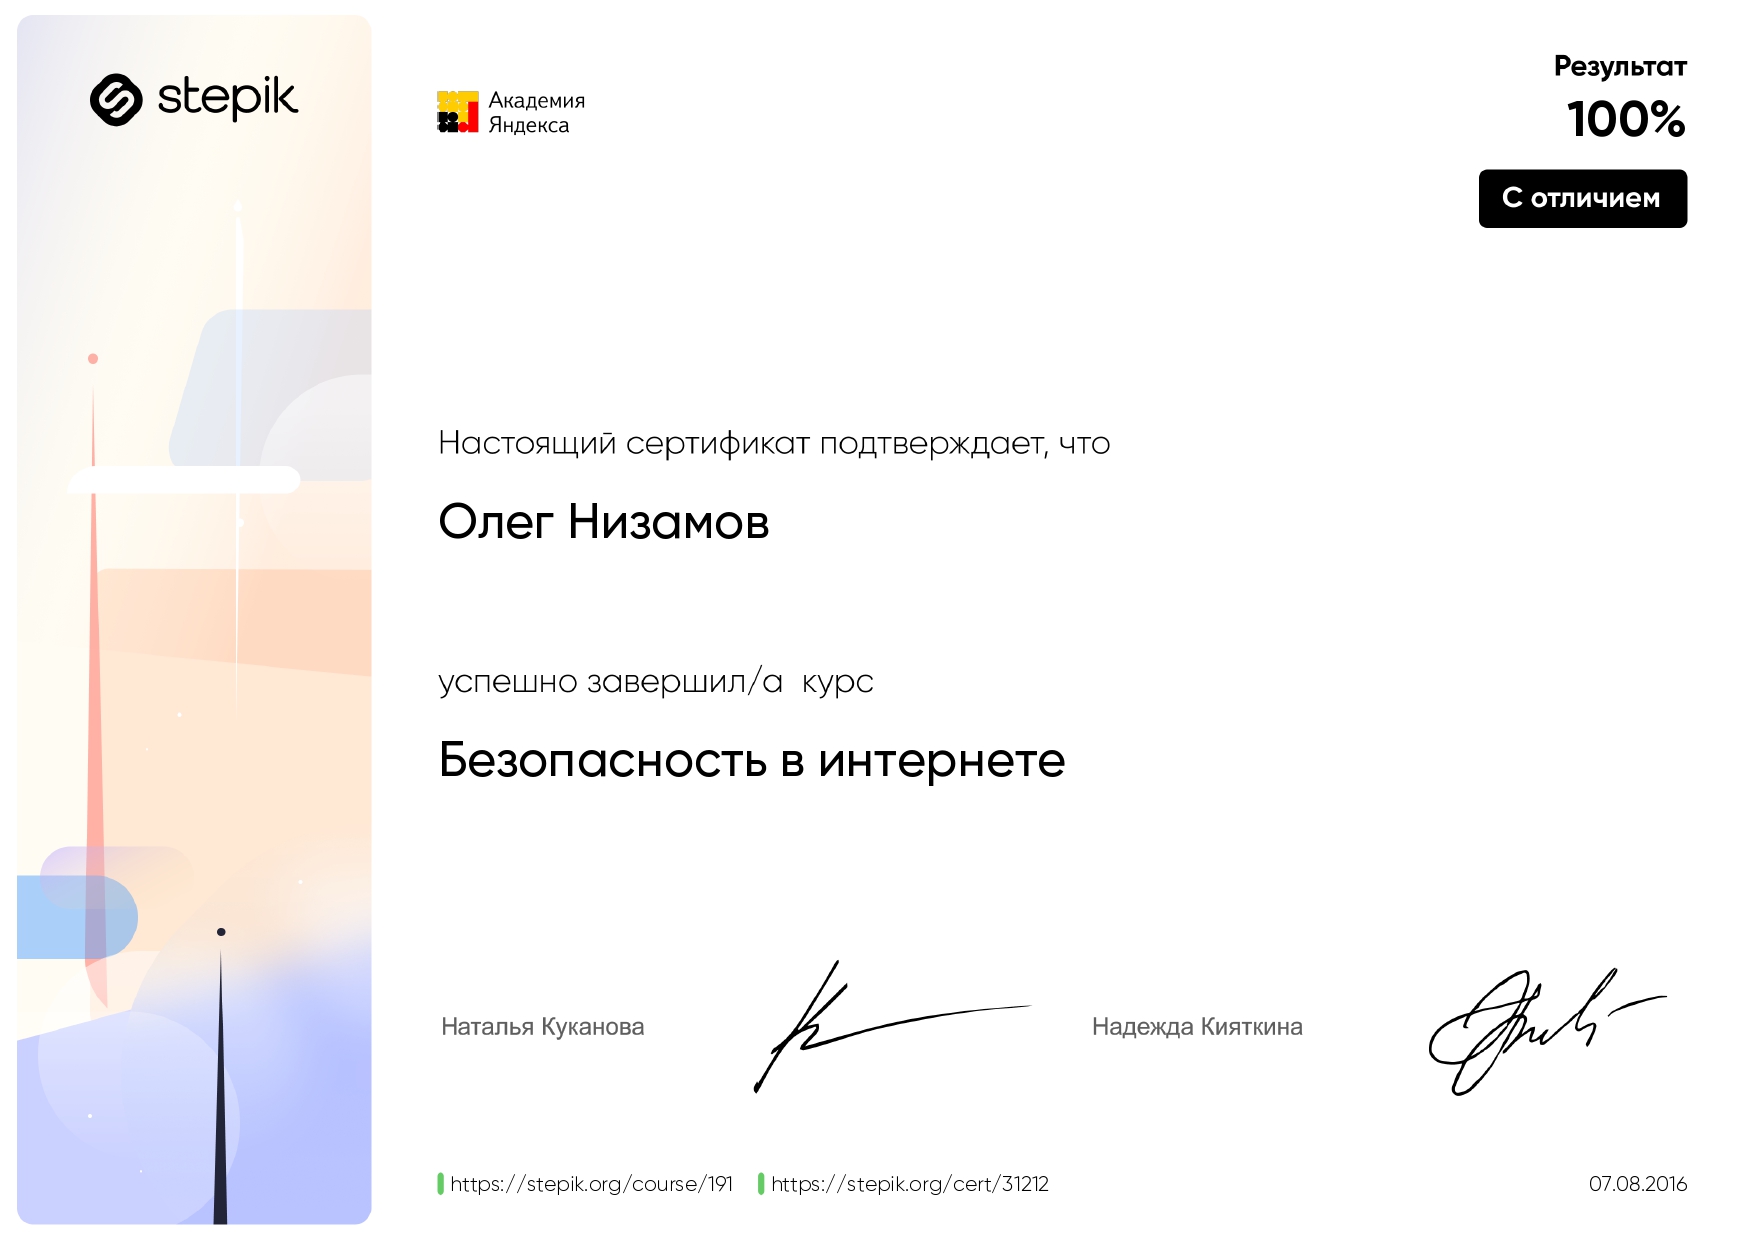 stepik
Академия
Яндекса
Результат
100%
С отличием
Настоящий сертификат подтверждает, что
Олег Низамов
успешно завершил/а курс
Безопасность в интернете
Наталья Куканова
Надежда Кияткина
https://stepik.org/course/191
https://stepik.org/cert/31212
07.08.2016